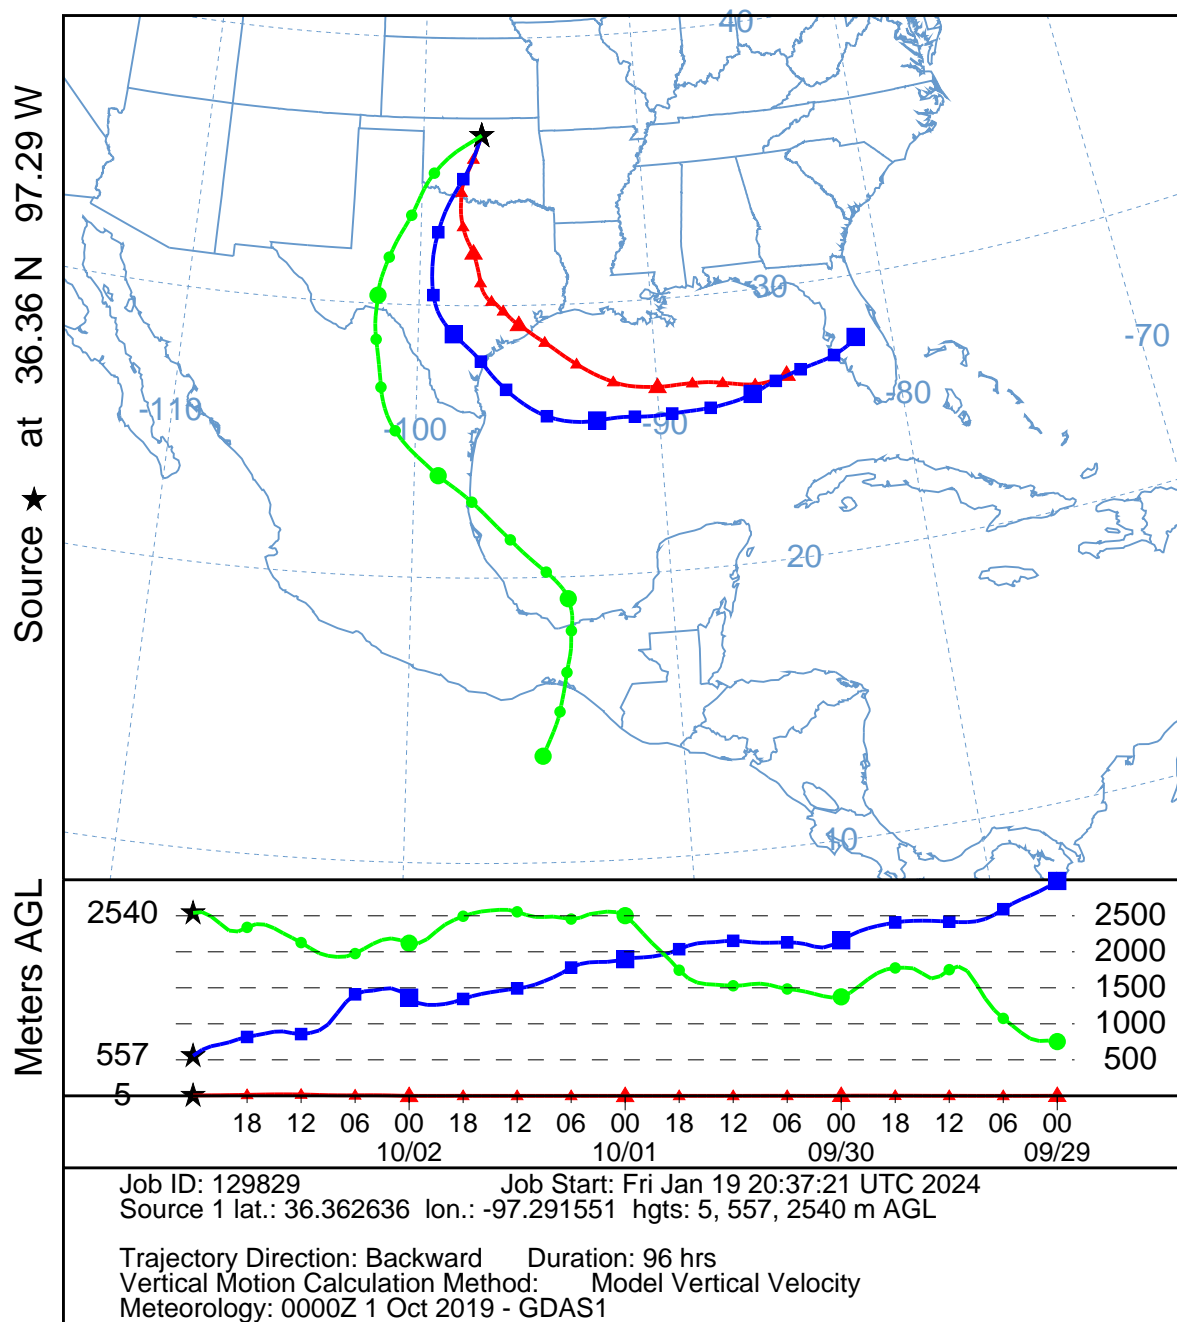 Source ★ at 36.36 N 97.29 W
40
30
-70
-110
-100
-90
-80
20
10
Meters AGL
2540
557
5
2500
2000
1500
1000
500
18 12 06 00 18 12 06 00 18 12 06 00 18 12 06 00
10/02 10/01 09/30 09/29
Job ID: 129829 Job Start: Fri Jan 19 20:37:21 UTC 2024
Source 1 lat.: 36.362636 lon.: -97.291551 hgts: 5, 557, 2540 m AGL
Trajectory Direction: Backward Duration: 96 hrs
Vertical Motion Calculation Method: Model Vertical Velocity
Meteorology: 0000Z 1 Oct 2019 - GDAS1